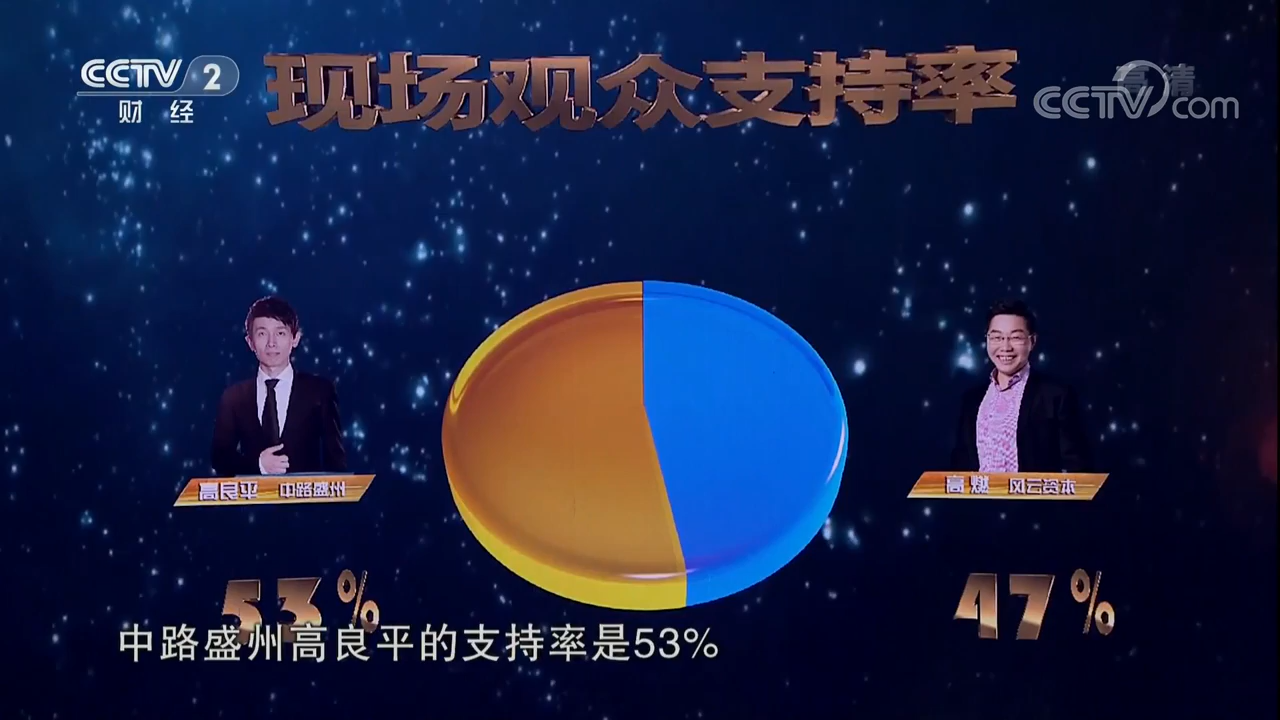 现场观众支持率
CCTV 2
财经
高清
CCTV.com
高良平 中路盛州
高燃 风云资本
53%
47%
中路盛州高良平的支持率是53%